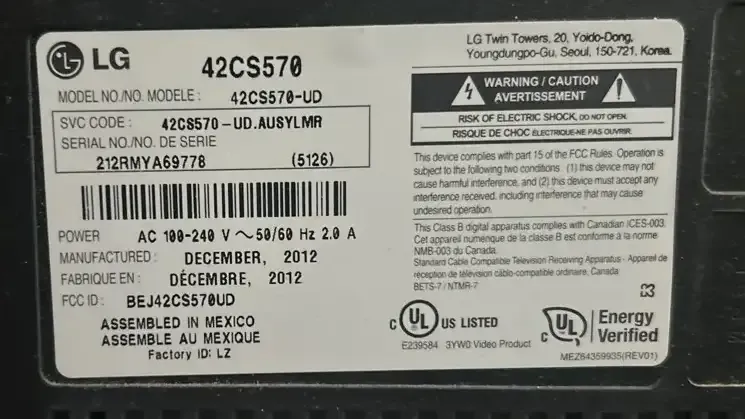 LG
42CS570
MODEL NO./NO. MODELE : 42CS570-UD
SVC CODE : 42CS570-UD.AUSYLMR
SERIAL NO./NO. DE SERIE
212RMYA69778 (5126)
POWER AC 100-240 V ~50/60 Hz 2.0 A
MANUFACTURED : DECEMBER, 2012
FABRIQUE EN : DÉCEMBRE, 2012
FCC ID : BEJ42CS570UD
ASSEMBLED IN MEXICO
ASSEMBLE AU MEXIQUE
Factory ID: LZ
LG Twin Towers, 20, Yoido-Dong,
Youngdungpo-Gu, Seoul, 150-721, Korea.
WARNING / CAUTION
AVERTISSEMENT
RISK OF ELECTRIC SHOCK, DO NOT OPEN.
RISQUE DE CHOC ÉLECTRIQUE-NE PAS OUVRIR.
This device complies with part 15 of the FCC Rules. Operation is
subject to the following two conditions. (1) this device may not
cause harmful interference, and (2) this device must accept any
interference received, including interference that may cause
undesired operation.
This Class B digital apparatus complies with Canadian ICES-003.
Cet appareil numérique de la classe B est conforme à la norme
NMB-003 du Canada.
Standard Cable Compatible Television Receiving Apparatus - Appareil de
réception de télévision câblo-compatible ordinaire, Canada:
BETS-7 / NTMR-7
C UL US LISTED
E239584 3YW0 Video Product
C UL Energy
Verified
MEZ64359935(REV01)